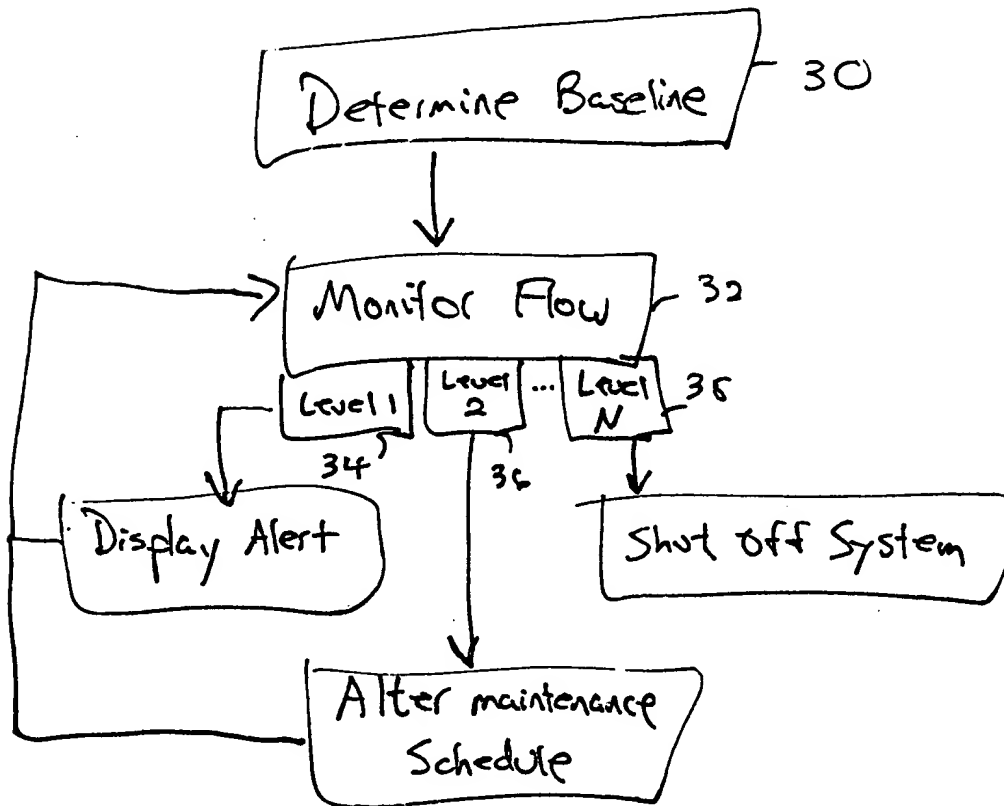 Determine Baseline
30
Monitor Flow
32
Level 1
Level
2
...
Level
N
38
34
36
Display Alert
Shut Off System
Alter maintenance
Schedule